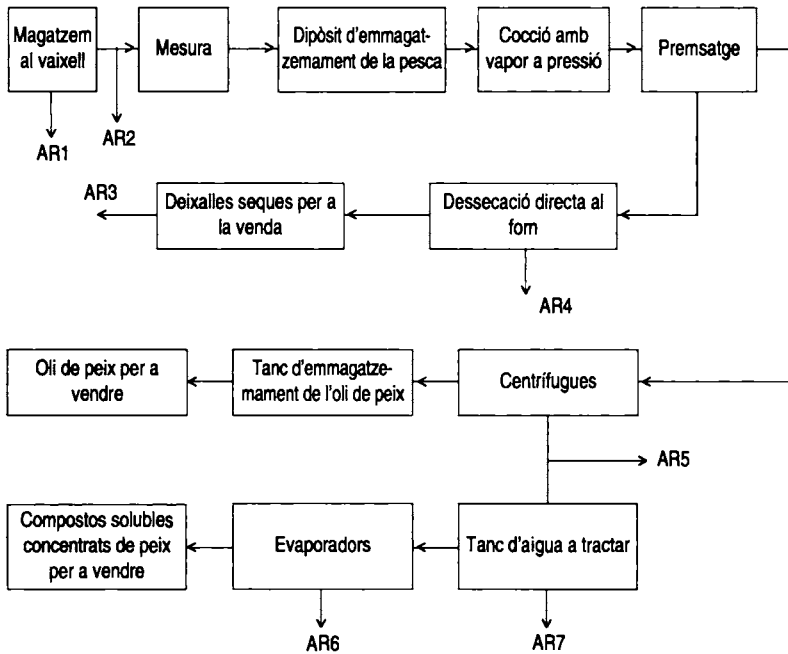 Magatzem
al vaixell
Mesura
Dipòsit d'emmagat-
zemament de la pesca
Cocció amb
vapor a pressió
Premsatge
AR1
AR2
AR3
Deixalles seques per a
la venda
Dessecació directa al
forn
AR4
Oli de peix per a
vendre
Tanc d'emmagatze-
mament de l'oli de peix
Centrífugues
AR5
Compostos solubles
concentrats de peix
per a vendre
Evaporadors
Tanc d'aigua a tractar
AR6
AR7